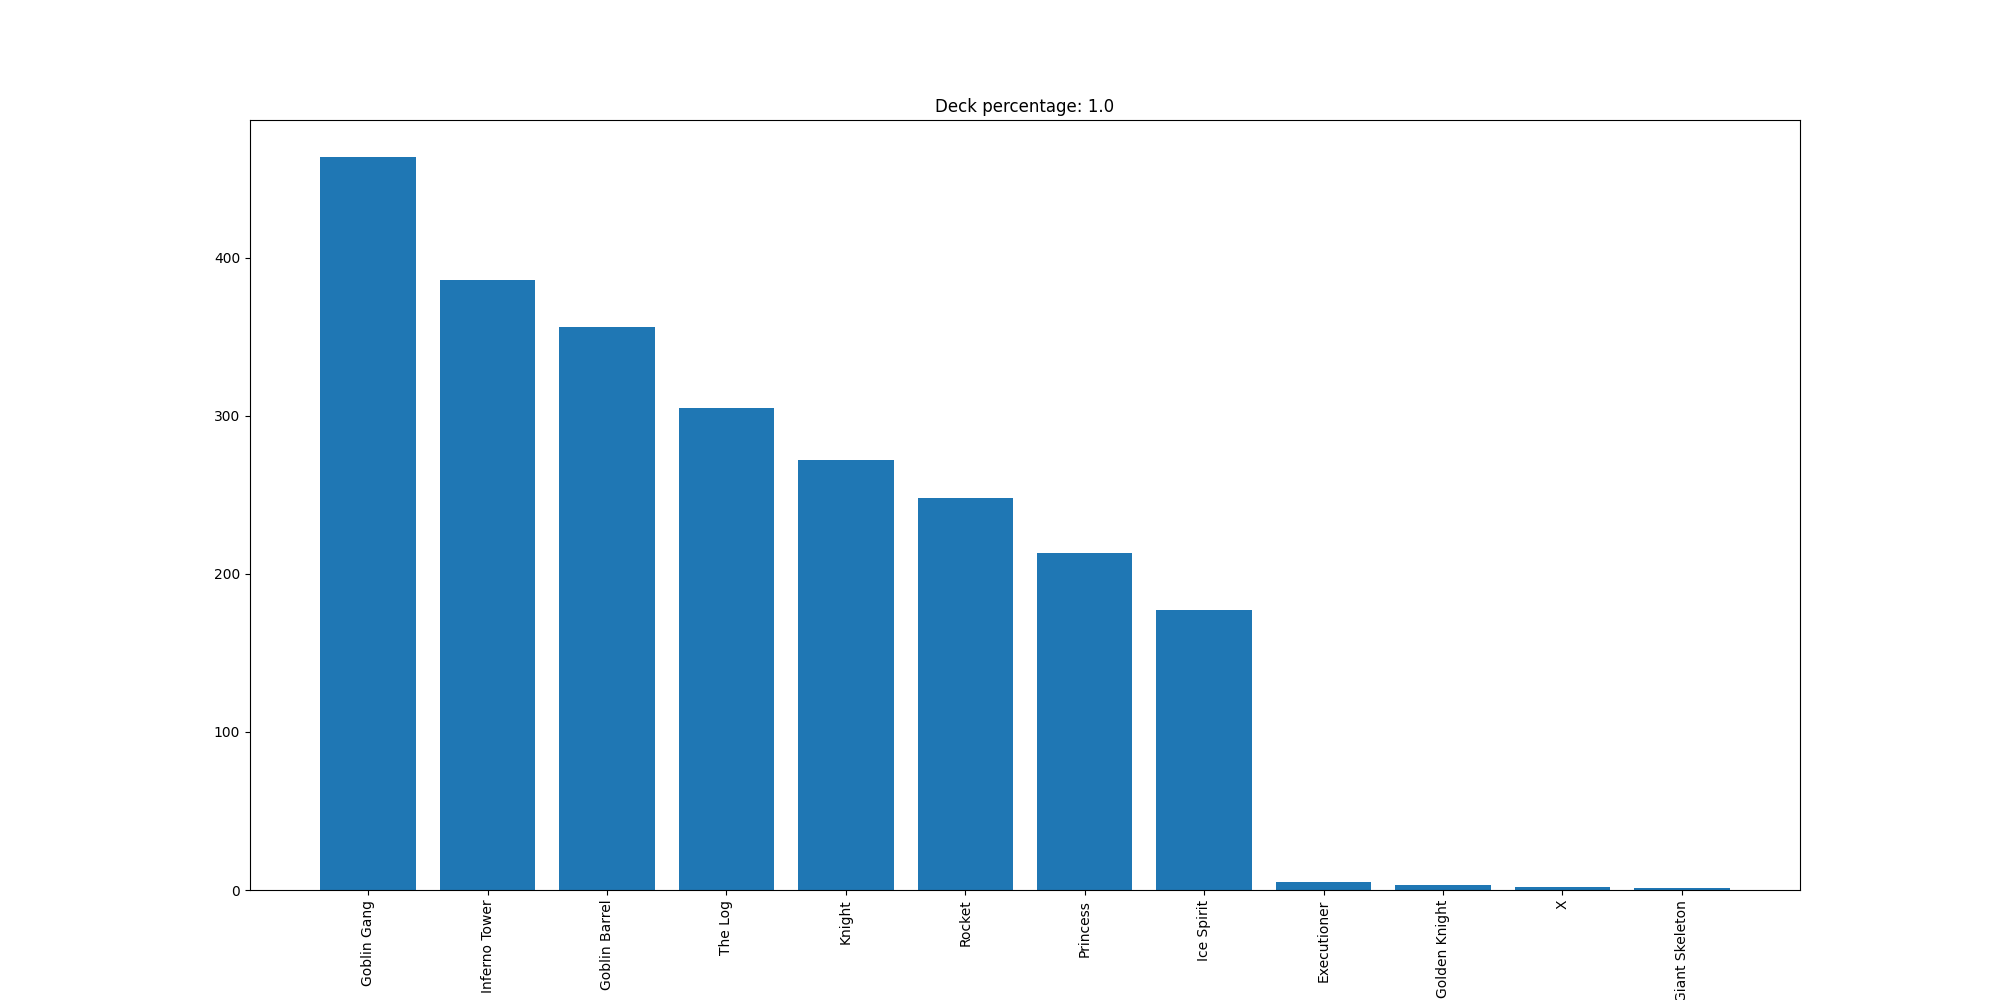 Deck percentage: 1.0
400
300
200
100
0
Goblin Gang
Inferno Tower
Goblin Barrel
The Log
Knight
Rocket
Princess
Ice Spirit
Executioner
Golden Knight
X
Giant Skeleton